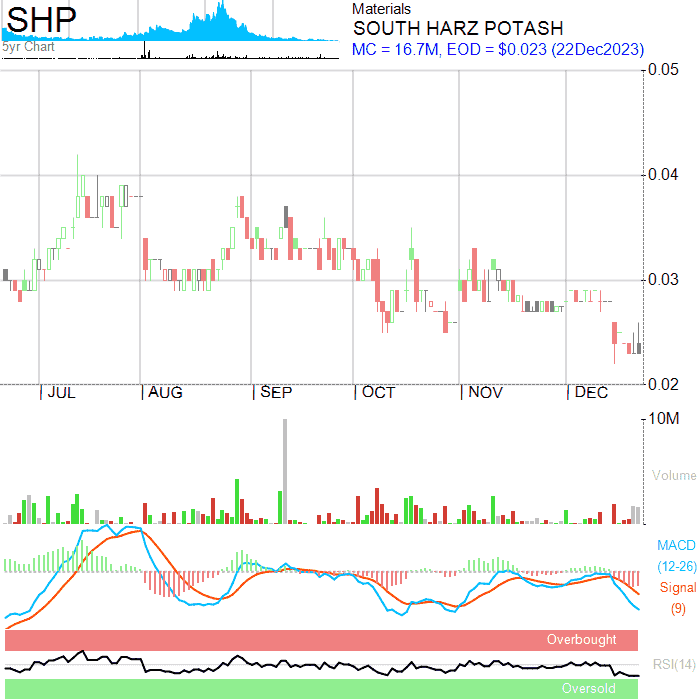 SHP
5yr Chart
Materials
SOUTH HARZ POTASH
MC = 16.7M, EOD = $0.023 (22Dec2023)
0.05
0.04
0.03
0.02
JUL AUG SEP OCT NOV DEC
10M
Volume
MACD
(12-26)
Signal
(9)
Overbought
RSI(14)
Oversold